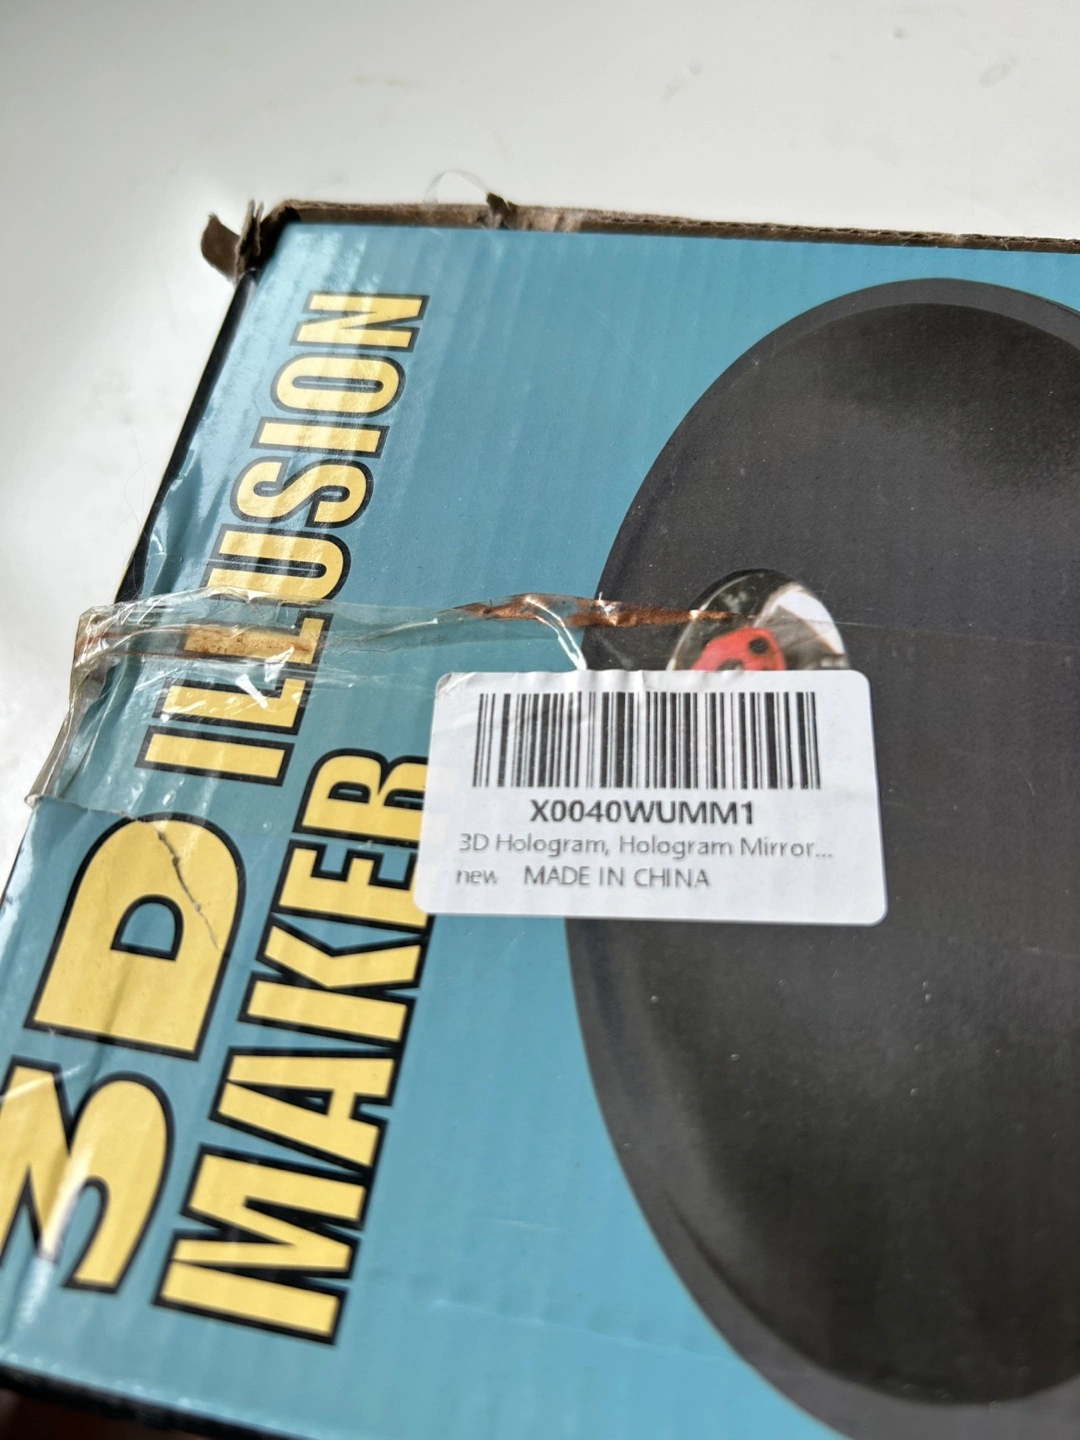 3D ILLUSION
MAKER
X0040WUMM1
3D Hologram, Hologram Mirror...
new MADE IN CHINA